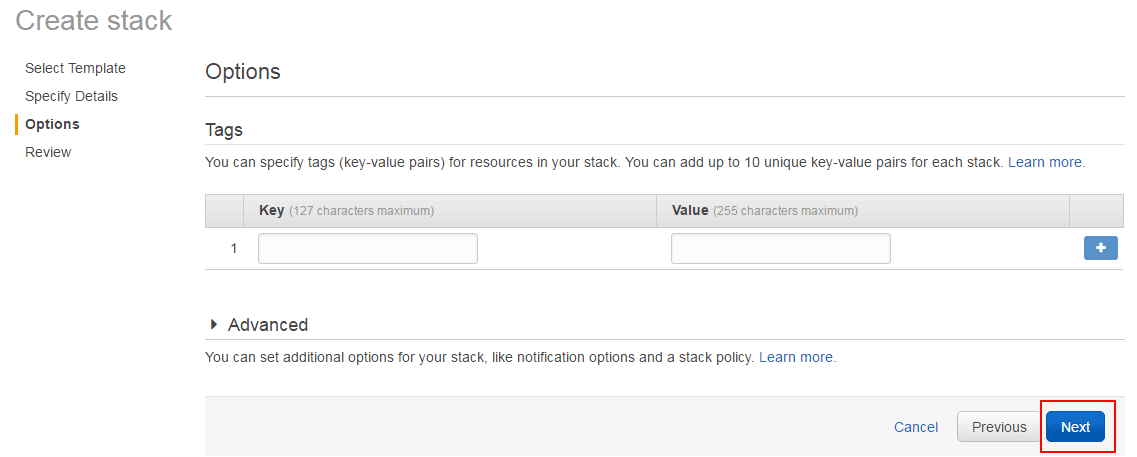 Create stack
Select Template
Specify Details
Options
Review
Options
Tags
You can specify tags (key-value pairs) for resources in your stack. You can add up to 10 unique key-value pairs for each stack. Learn more.
Key (127 characters maximum) Value (255 characters maximum)
1
Advanced
You can set additional options for your stack, like notification options and a stack policy. Learn more.
Cancel Previous Next